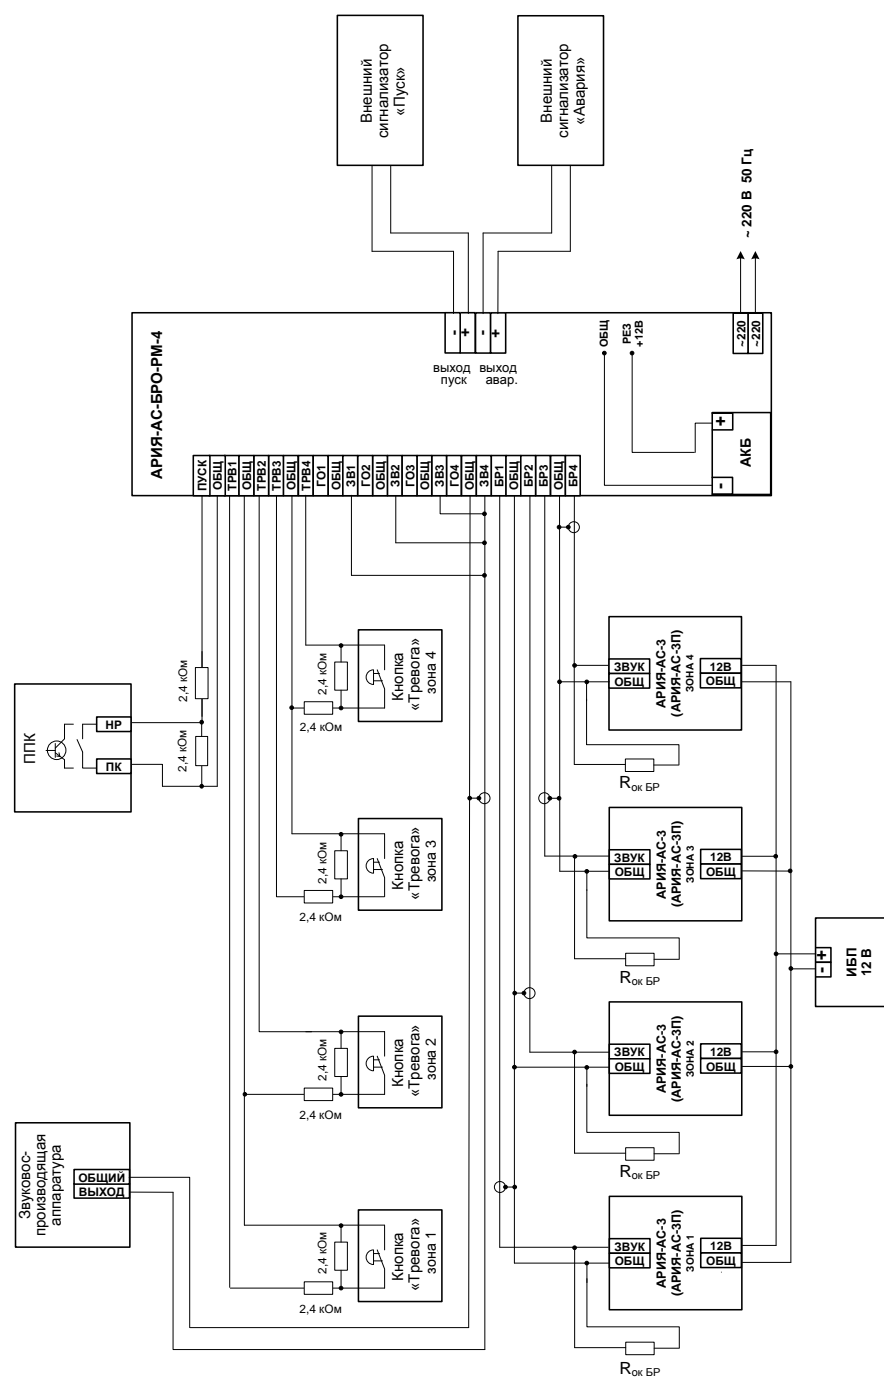 Внешний
сигнализатор
«Пуск»
Внешний
сигнализатор
«Авария»
~ 220 В 50 Гц
АРИЯ-АС-БРО-РМ-4
-
+
-
+
выход
пуск
выход
авар.
ОБЩ
РЕЗ
+12В
~220
~220
+
-
АКБ
ПУСК
ОБЩ
ТРВ1
ОБЩ
ТРВ2
ТРВ3
ОБЩ
ТРВ4
ГО1
ОБЩ
ЗВ1
ГО2
ОБЩ
ЗВ2
ГО3
ОБЩ
ЗВ3
ГО4
ОБЩ
ЗВ4
БР1
ОБЩ
БР2
БР3
ОБЩ
БР4
ППК
НР
ПК
2,4 кОм
2,4 кОм
2,4 кОм
2,4 кОм
Кнопка
«Тревога»
зона 4
2,4 кОм
2,4 кОм
Кнопка
«Тревога»
зона 3
2,4 кОм
2,4 кОм
Кнопка
«Тревога»
зона 2
2,4 кОм
2,4 кОм
Кнопка
«Тревога»
зона 1
Звуковос-
производящая
аппаратура
ОБЩИЙ
ВЫХОД
ЗВУК
ОБЩ
АРИЯ-АС-3
(АРИЯ-АС-3П)
ЗОНА 4
12В
ОБЩ
Rок БР
ЗВУК
ОБЩ
АРИЯ-АС-3
(АРИЯ-АС-3П)
ЗОНА 3
12В
ОБЩ
Rок БР
ЗВУК
ОБЩ
АРИЯ-АС-3
(АРИЯ-АС-3П)
ЗОНА 2
12В
ОБЩ
Rок БР
ЗВУК
ОБЩ
АРИЯ-АС-3
(АРИЯ-АС-3П)
ЗОНА 1
12В
ОБЩ
Rок БР
+
-
ИБП
12 В